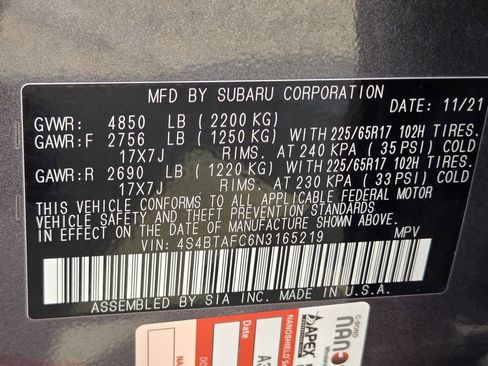 MFD BY SUBARU CORPORATION
DATE: 11/21
GVWR: 4850 LB ( 2200 KG)
GAWR:F 2756 LB ( 1250 KG) WITH 225/65R17 102H TIRES.
17X7J RIMS. AT 240 KPA ( 35 PSI) COLD
GAWR:R 2690 LB ( 1220 KG) WITH 225/65R17 102H TIRES.
17X7J RIMS. AT 230 KPA ( 33 PSI) COLD
THIS VEHICLE CONFORMS TO ALL APPLICABLE FEDERAL MOTOR
VEHICLE SAFETY AND THEFT PREVENTION STANDARDS
IN EFFECT ON THE DATE OF MANUFACTURE SHOWN ABOVE.
VIN: 4S4BTAFC6N3165219 MPV
ASSEMBLED BY SIA INC. MADE IN U.S.A.
C-BOND
NANO
APEX
NANOSHIELD